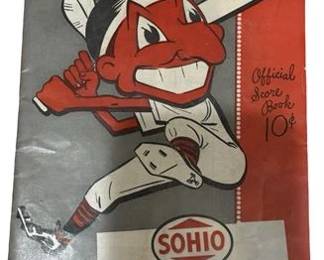 Official
Score
Book
10¢
SOHIO